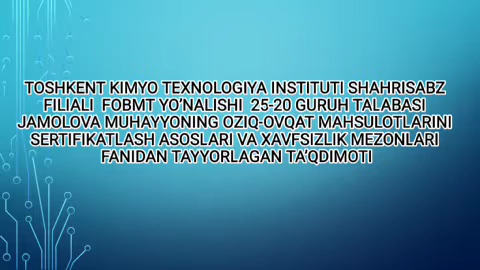 TOSHKENT KIMYO TEXNOLOGIYA INSTITUTI SHAHRISABZ
FILIALI FOBMT YO’NALISHI 25-20 GURUH TALABASI
JAMOLOVA MUHAYYONING OZIQ-OVQAT MAHSULOTLARINI
SERTIFIKATLASH ASOSLARI VA XAVFSIZLIK MEZONLARI
FANIDAN TAYYORLAGAN TA’QDIMOTI